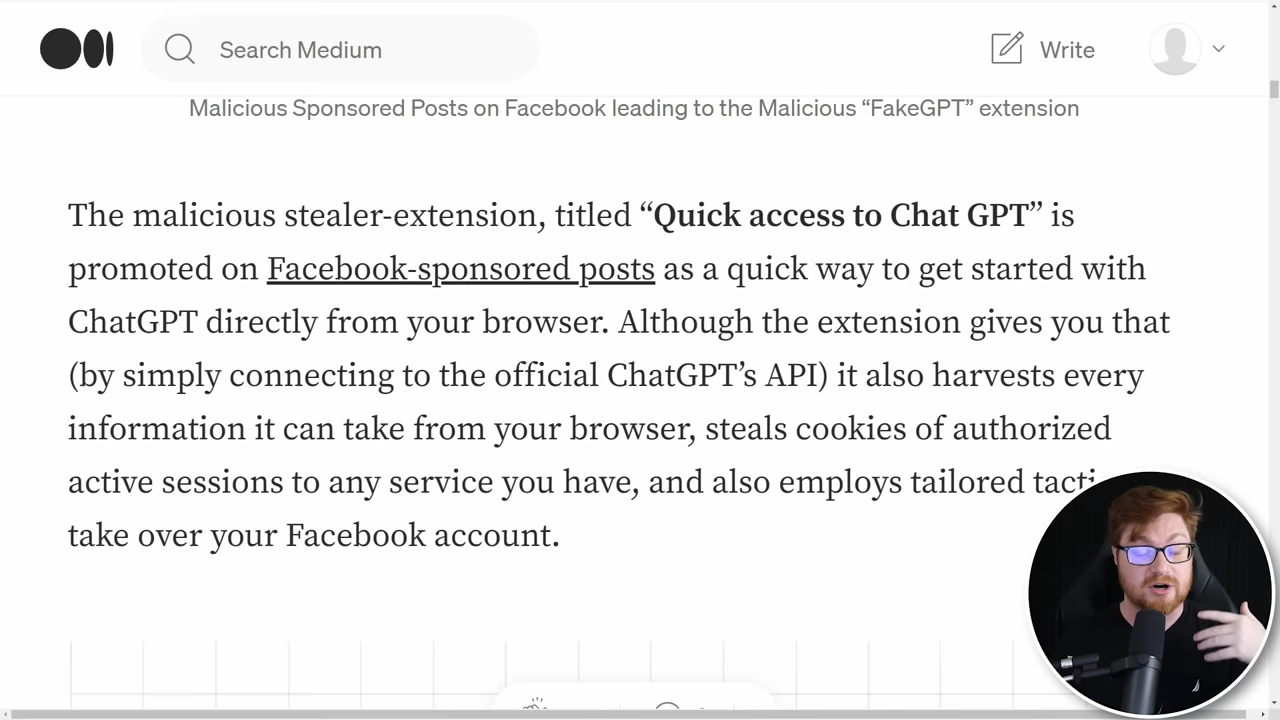 Search Medium
Write
Malicious Sponsored Posts on Facebook leading to the Malicious “FakeGPT” extension
The malicious stealer-extension, titled “Quick access to Chat GPT” is
promoted on Facebook-sponsored posts as a quick way to get started with
ChatGPT directly from your browser. Although the extension gives you that
(by simply connecting to the official ChatGPT’s API) it also harvests every
information it can take from your browser, steals cookies of authorized
active sessions to any service you have, and also employs tailored
take over your Facebook account.